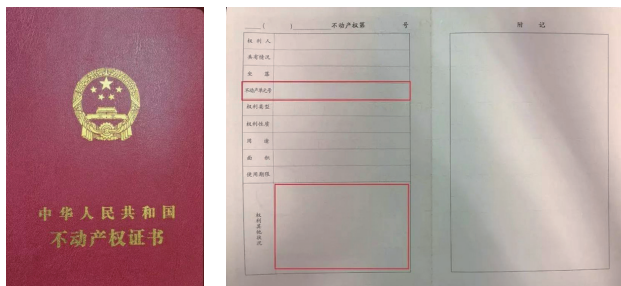 中华人民共和国
不动产权证书
( ) 不动产权第 号
权利人
共有情况
坐 落
不动产单元号
权利类型
权利性质
用 途
面 积
使用期限
权利其他状况
附 记